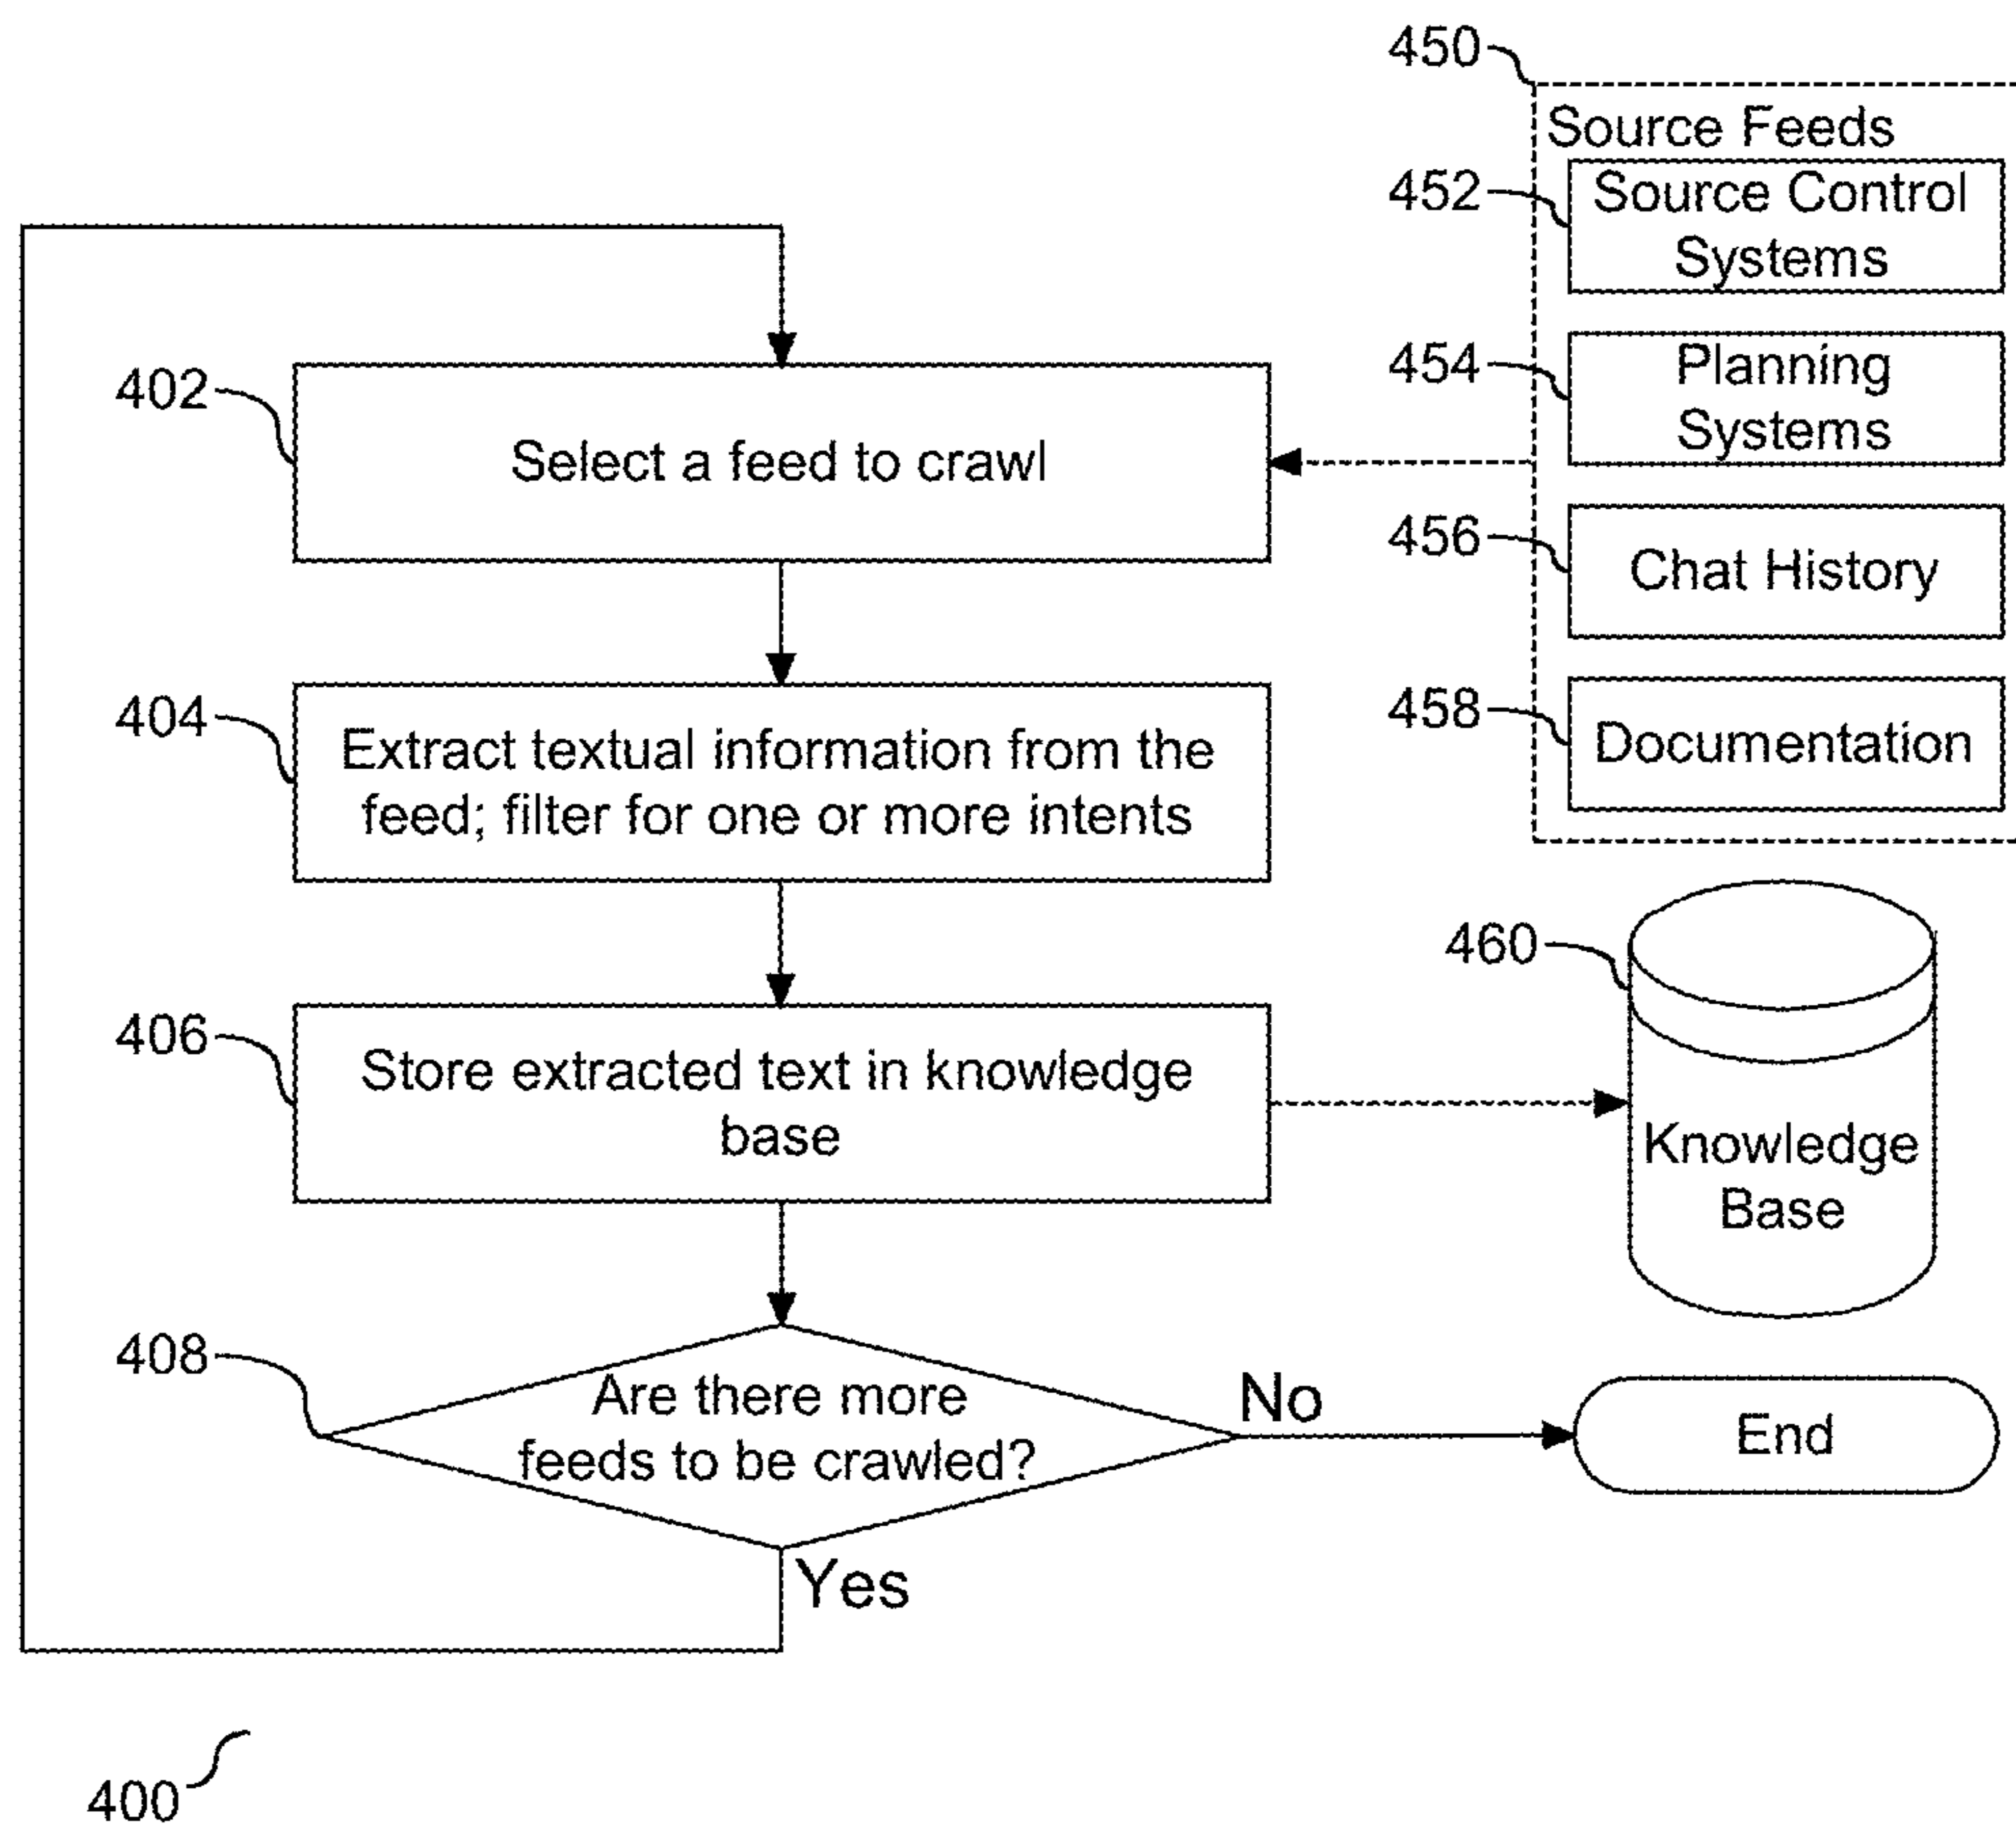 450
Source Feeds
452
Source Control
Systems
454
Planning
Systems
456
Chat History
458
Documentation
402
Select a feed to crawl
404
Extract textual information from the
feed; filter for one or more intents
406
Store extracted text in knowledge
base
460
Knowledge
Base
408
Are there more
feeds to be crawled?
No
End
Yes
400